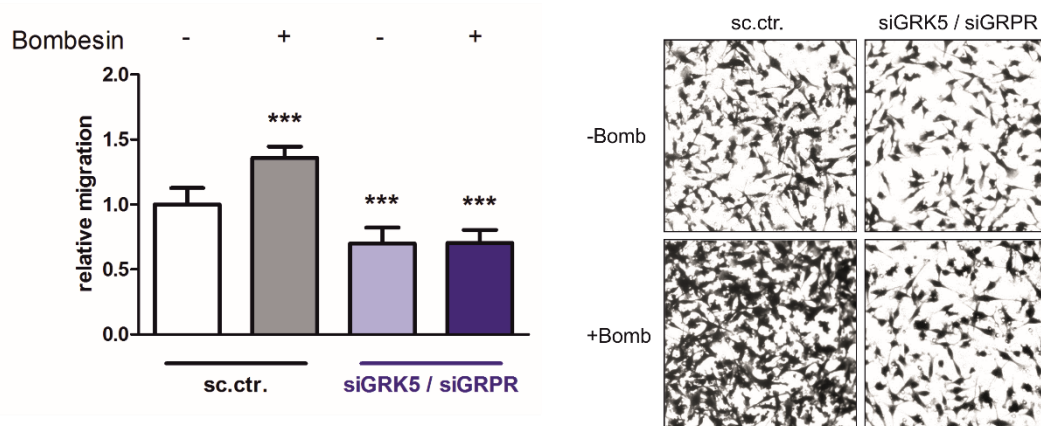 Bombesin - + - +
relative migration
2.0
1.5
1.0
0.5
0.0
***
***
***
sc.ctr.
siGRK5 / siGRPR
sc.ctr.
siGRK5 / siGRPR
-Bomb
+Bomb